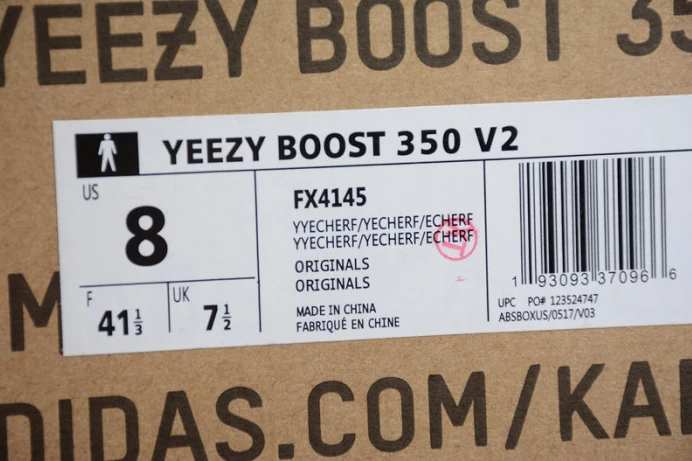 YEEZY BOOST 35
YEEZY BOOST 350 V2
US
8
F
41 1/3
UK
7 1/2
FX4145
YYECHERF/YECHERF/ECHERF
YYECHERF/YECHERF/ECHERF
ORIGINALS
ORIGINALS
MADE IN CHINA
FABRIQUÉ EN CHINE
1 93093 37096 6
UPC PO# 123524747
ABSBOXUS/0517/V03
M
DIDAS.COM/KA